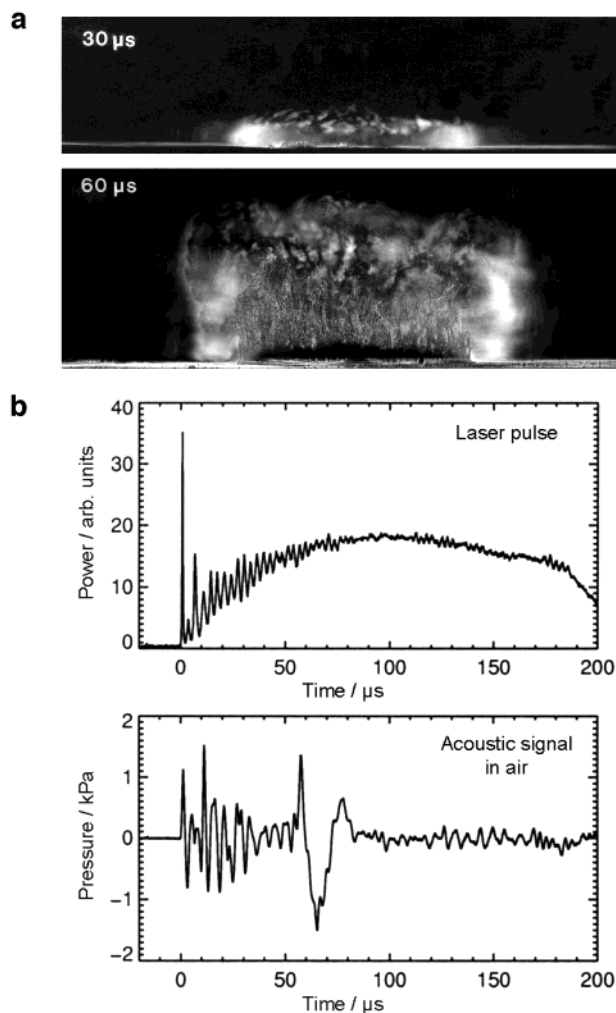 a
30 µs
60 µs
b
40
Laser pulse
30
20
10
0
Power / arb. units
0 50 100 150 200
Time / µs
2
Acoustic signal
in air
1
0
−1
−2
Pressure / kPa
0 50 100 150 200
Time / µs